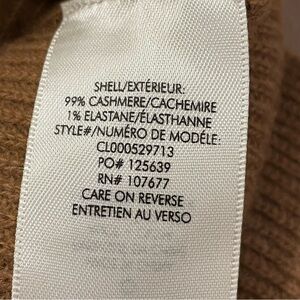 SHELL/EXTÉRIEUR:
99% CASHMERE/CACHEMIRE
1% ELASTANE/ÉLASTHANNE
STYLE#/NUMÉRO DE MODÉLE:
CL000529713
PO# 125639
RN# 107677
CARE ON REVERSE
ENTRETIEN AU VERSO